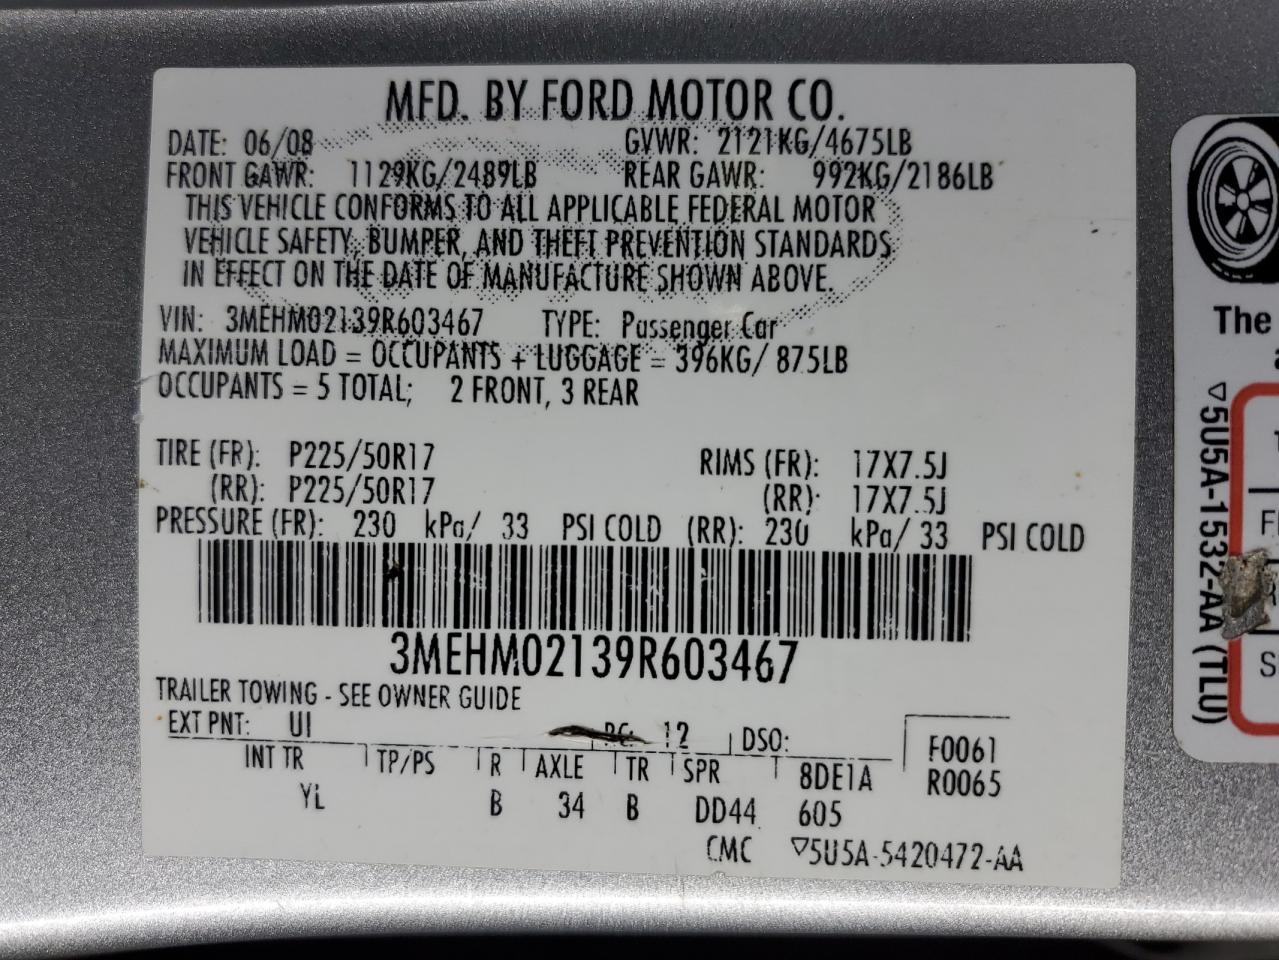 MFD. BY FORD MOTOR CO.
DATE: 06/08 GVWR: 2121KG/4675LB
FRONT GAWR: 1129KG/2489LB REAR GAWR: 992KG/2186LB
THIS VEHICLE CONFORMS TO ALL APPLICABLE FEDERAL MOTOR
VEHICLE SAFETY, BUMPER, AND THEFT PREVENTION STANDARDS
IN EFFECT ON THE DATE OF MANUFACTURE SHOWN ABOVE.
VIN: 3MEHM02139R603467 TYPE: Passenger Car
MAXIMUM LOAD = OCCUPANTS + LUGGAGE = 396KG/ 875LB
OCCUPANTS = 5 TOTAL; 2 FRONT, 3 REAR
TIRE (FR): P225/50R17 RIMS (FR): 17X7.5J
(RR): P225/50R17 (RR): 17X7.5J
PRESSURE (FR): 230 kPa/ 33 PSI COLD (RR): 230 kPa/ 33 PSI COLD
3MEHM02139R603467
TRAILER TOWING - SEE OWNER GUIDE
EXT PNT: UI RC: 12 DSO: F0061
INT TR TP/PS R AXLE TR SPR 8DE1A R0065
YL B 34 B DD44 605
CMC ▽5U5A-5420472-AA
The
▽5U5A-1532-AA (TLU)